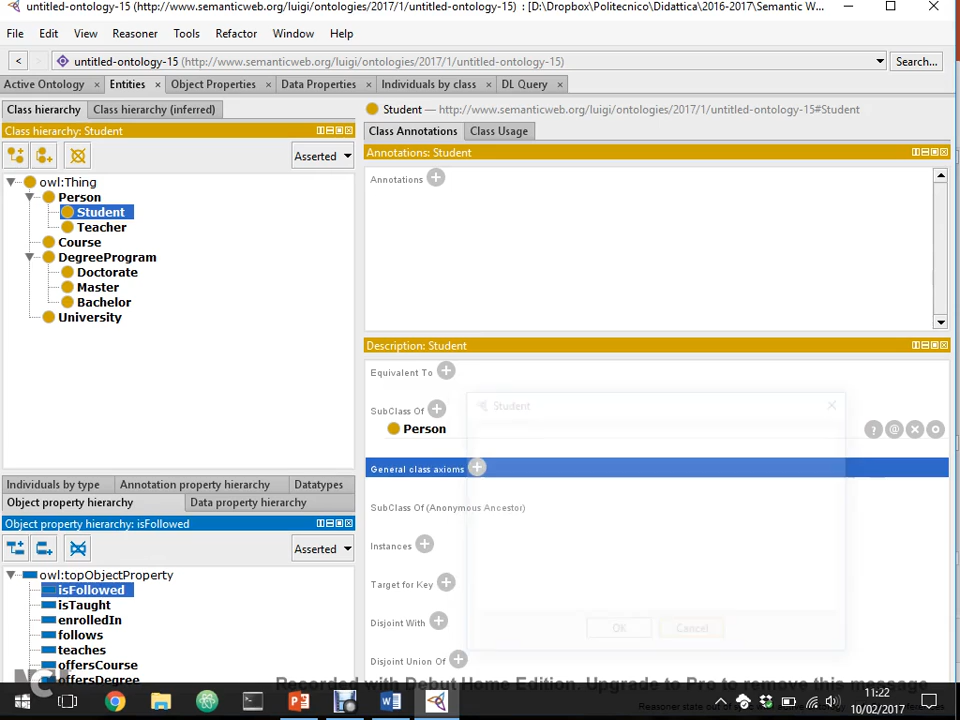 untitled-ontology-15 (http://www.semanticweb.org/luigi/ontologies/2017/1/untitled-ontology-15) : [D:\Dropbox\Politecnico\Didattica\2016-2017\Semantic W...
File Edit View Reasoner Tools Refactor Window Help
< > untitled-ontology-15 (http://www.semanticweb.org/luigi/ontologies/2017/1/untitled-ontology-15) Search...
Active Ontology × Entities × Object Properties × Data Properties × Individuals by class × DL Query ×
Class hierarchy Class hierarchy (inferred)
Class hierarchy: Student
Asserted
owl:Thing
Person
Student
Teacher
Course
DegreeProgram
Doctorate
Master
Bachelor
University
Individuals by type Annotation property hierarchy Datatypes
Object property hierarchy Data property hierarchy
Object property hierarchy: isFollowed
Asserted
owl:topObjectProperty
isFollowed
isTaught
enrolledIn
follows
teaches
offersCourse
offersDegree
Student — http://www.semanticweb.org/luigi/ontologies/2017/1/untitled-ontology-15#Student
Class Annotations Class Usage
Annotations: Student
Annotations
Description: Student
Equivalent To
SubClass Of
Person
General class axioms
SubClass Of (Anonymous Ancestor)
Instances
Target for Key
Disjoint With
Disjoint Union Of
Student
OK Cancel
NCH
Recorded with Debut Home Edition. Upgrade to Pro to remove this message
11:22
10/02/2017